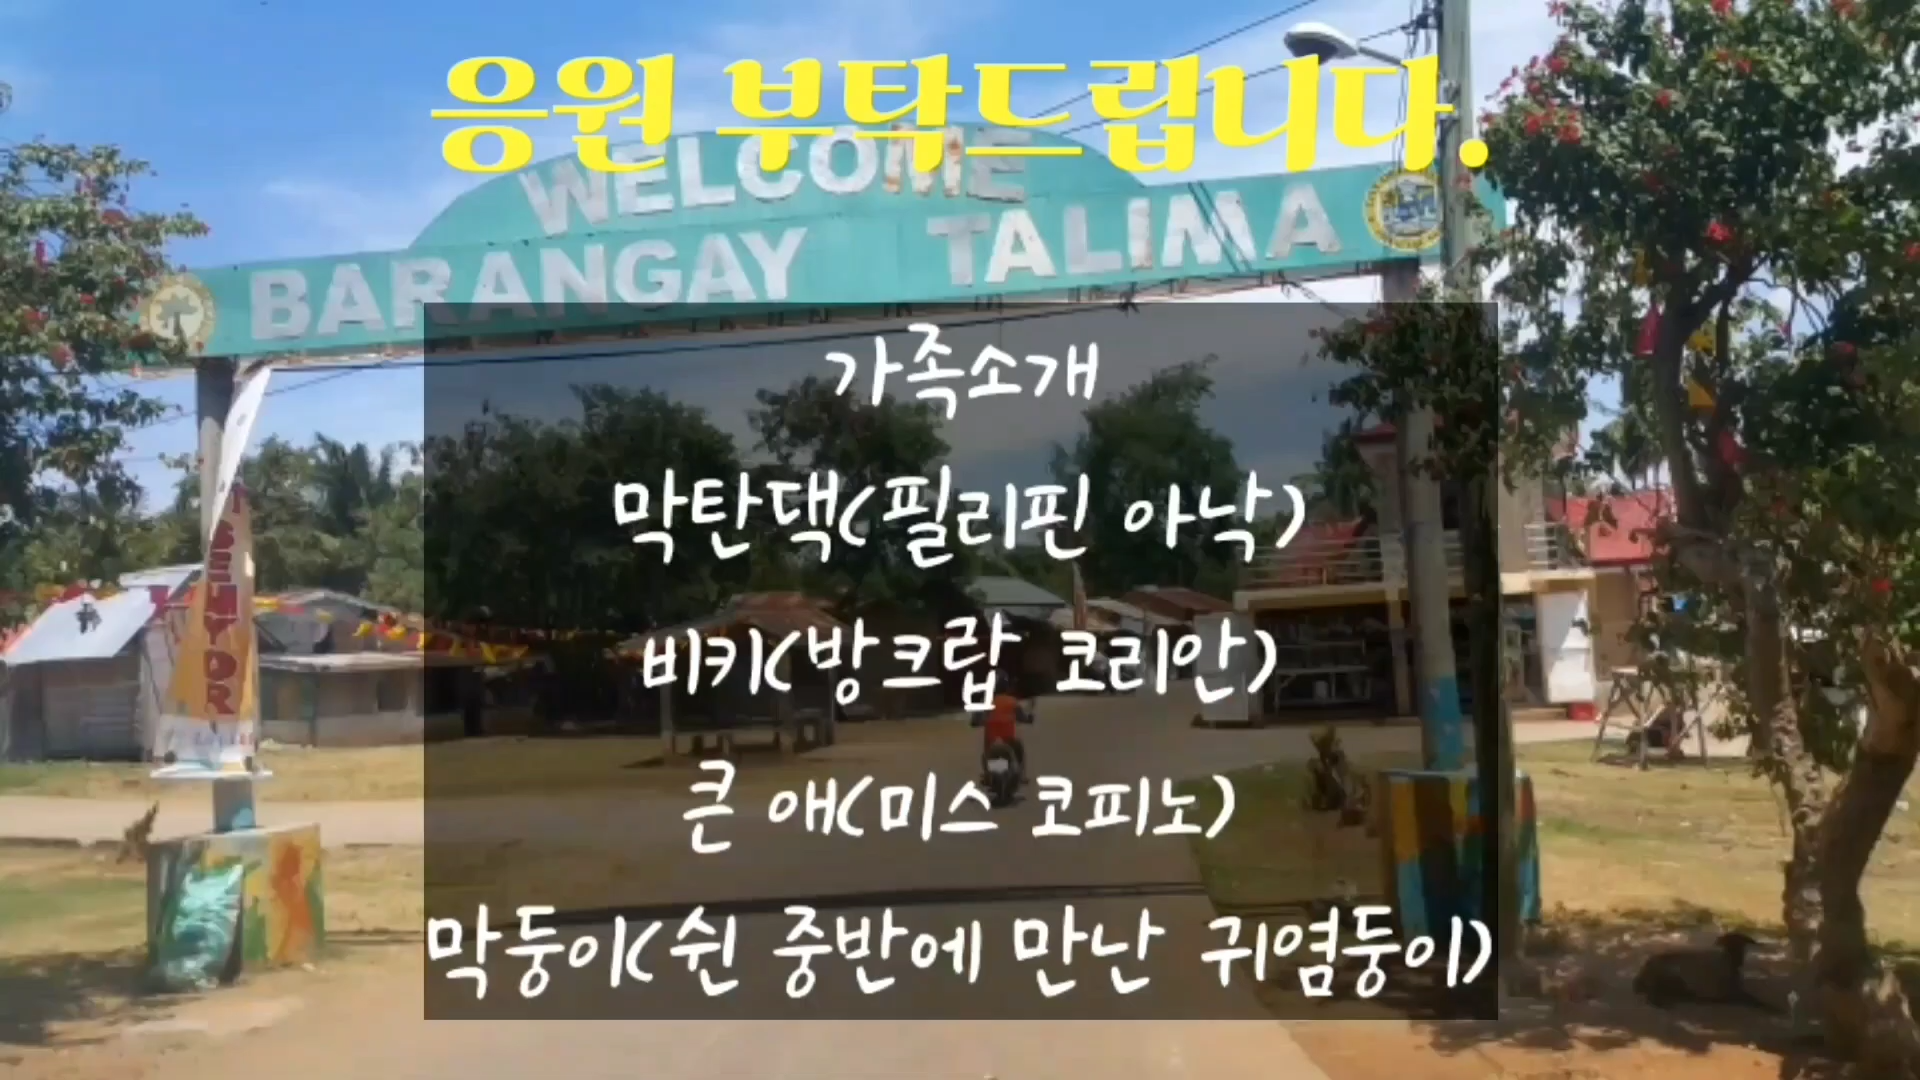 응원 부탁드립니다.
WELCOME
BARANGAY TALIMA
가족소개
막탄댁(필리핀 아낙)
비키(방크랍 코리안)
큰 애(미스 코피노)
막둥이(쉰 중반에 만난 귀염둥이)
SENYOR